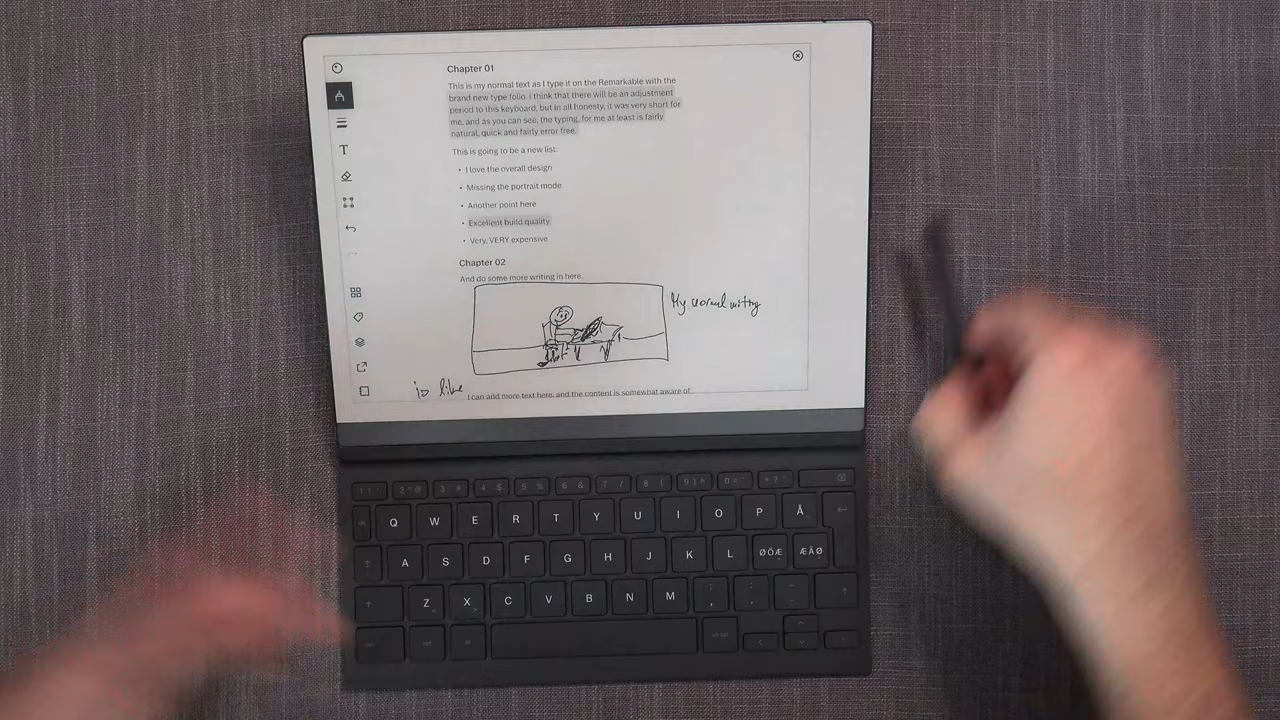 Chapter 01
This is my normal text as I type it on the Remarkable with the
brand new type folio. I think that there will be an adjustment
period to this keyboard, but in all honesty, it was very short for
me, and as you can see, the typing, for me at least is fairly
natural, quick and fairly error free.
This is going to be a new list:
• I love the overall design
• Missing the portrait mode
• Another point here
• Excellent build quality
• Very, VERY expensive
Chapter 02
And do some more writing in here.
My normal writing
is like
I can add more text here, and the content is somewhat aware of
Q W E R T Y U I O P Å
A S D F G H J K L ØÖÆ ÆÄØ
Z X C V B N M